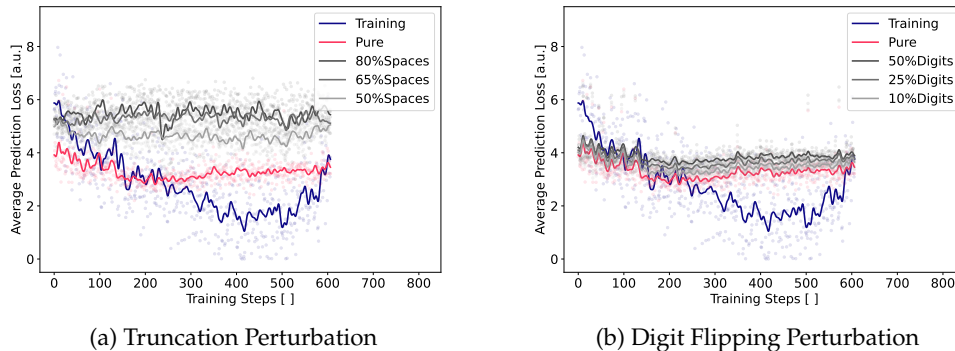 Average Prediction Loss [a.u.]
8
6
4
2
0
0 100 200 300 400 500 600 700 800
Training Steps [ ]
Training
Pure
80%Spaces
65%Spaces
50%Spaces
(a) Truncation Perturbation
Average Prediction Loss [a.u.]
8
6
4
2
0
0 100 200 300 400 500 600 700 800
Training Steps [ ]
Training
Pure
50%Digits
25%Digits
10%Digits
(b) Digit Flipping Perturbation